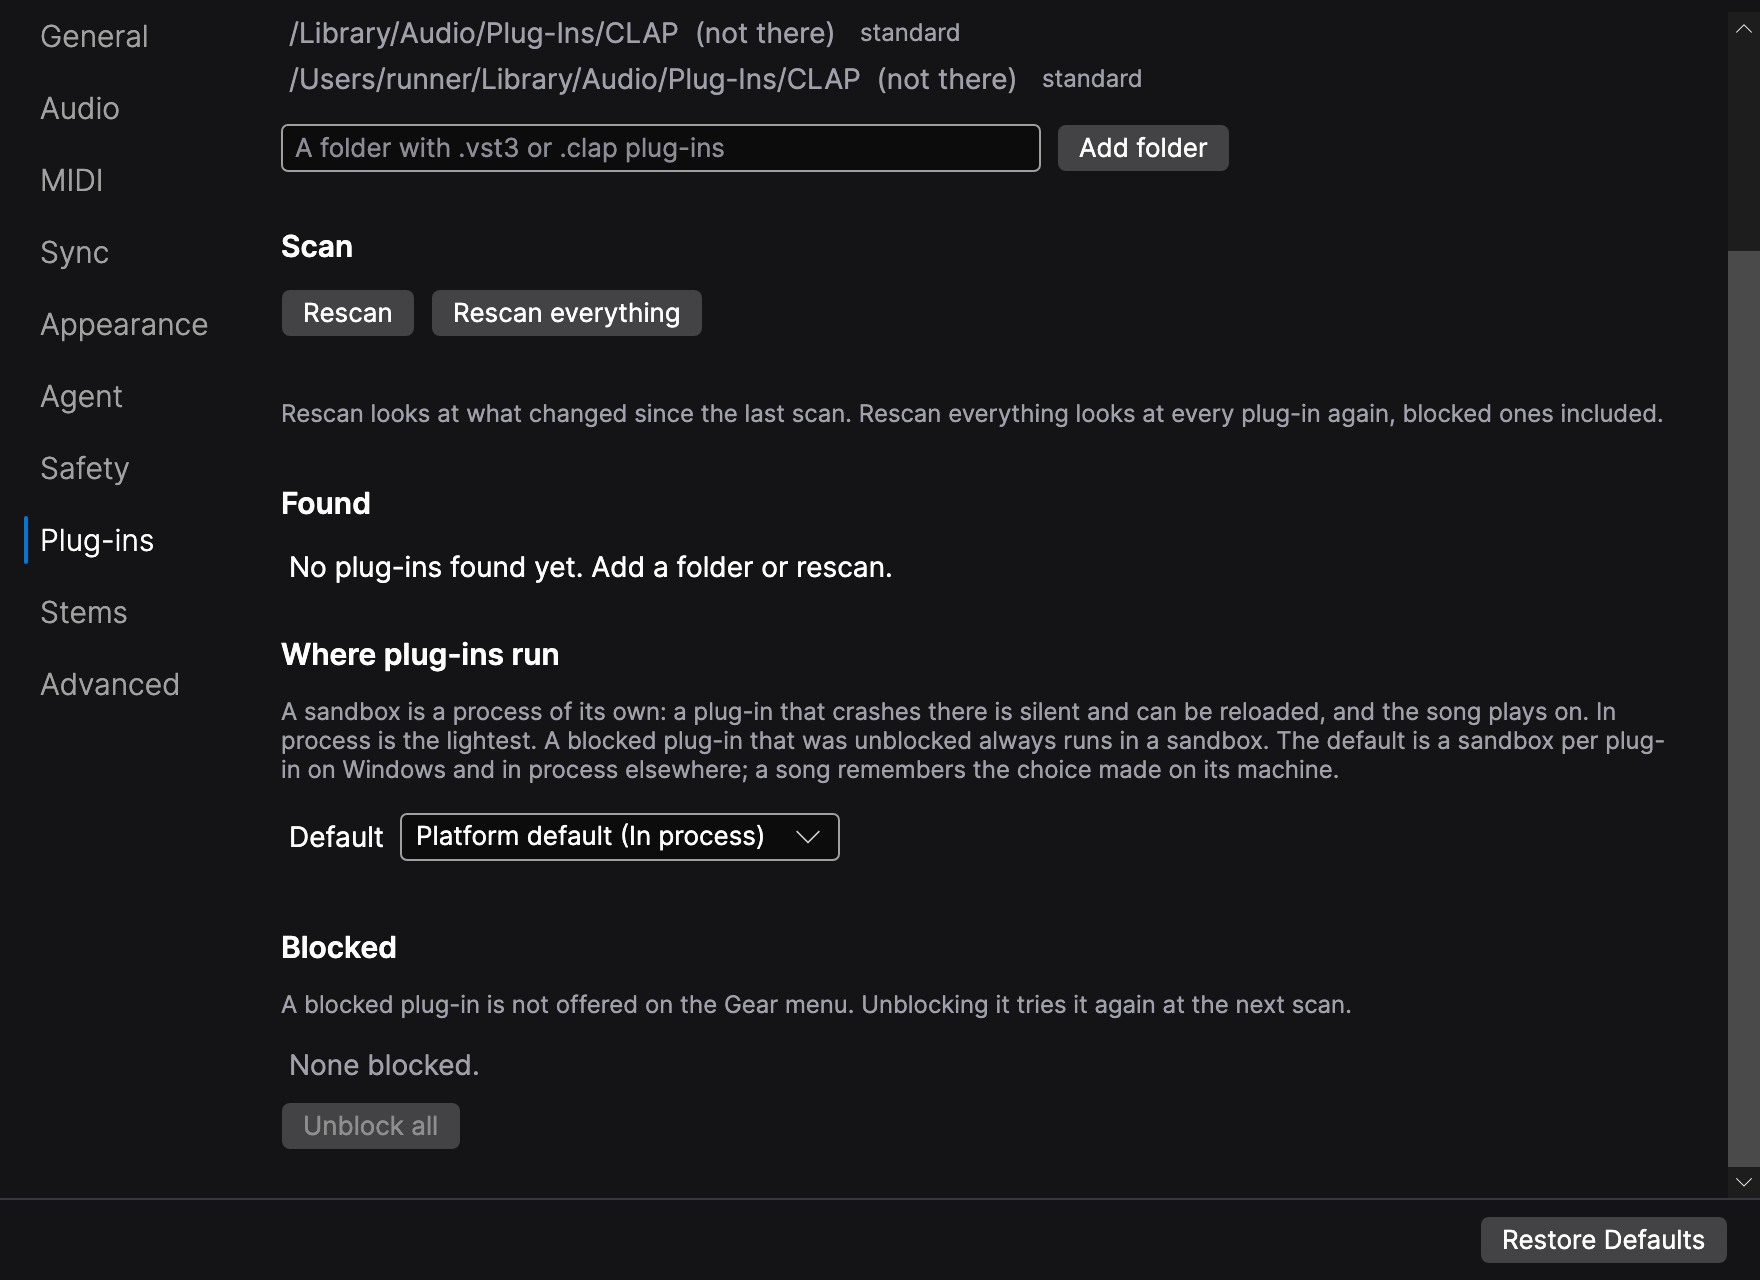 General
Audio
MIDI
Sync
Appearance
Agent
Safety
Plug-ins
Stems
Advanced
/Library/Audio/Plug-Ins/CLAP (not there) standard
/Users/runner/Library/Audio/Plug-Ins/CLAP (not there) standard
A folder with .vst3 or .clap plug-ins Add folder
Scan
Rescan Rescan everything
Rescan looks at what changed since the last scan. Rescan everything looks at every plug-in again, blocked ones included.
Found
No plug-ins found yet. Add a folder or rescan.
Where plug-ins run
A sandbox is a process of its own: a plug-in that crashes there is silent and can be reloaded, and the song plays on. In
process is the lightest. A blocked plug-in that was unblocked always runs in a sandbox. The default is a sandbox per plug-
in on Windows and in process elsewhere; a song remembers the choice made on its machine.
Default Platform default (In process)
Blocked
A blocked plug-in is not offered on the Gear menu. Unblocking it tries it again at the next scan.
None blocked.
Unblock all
Restore Defaults